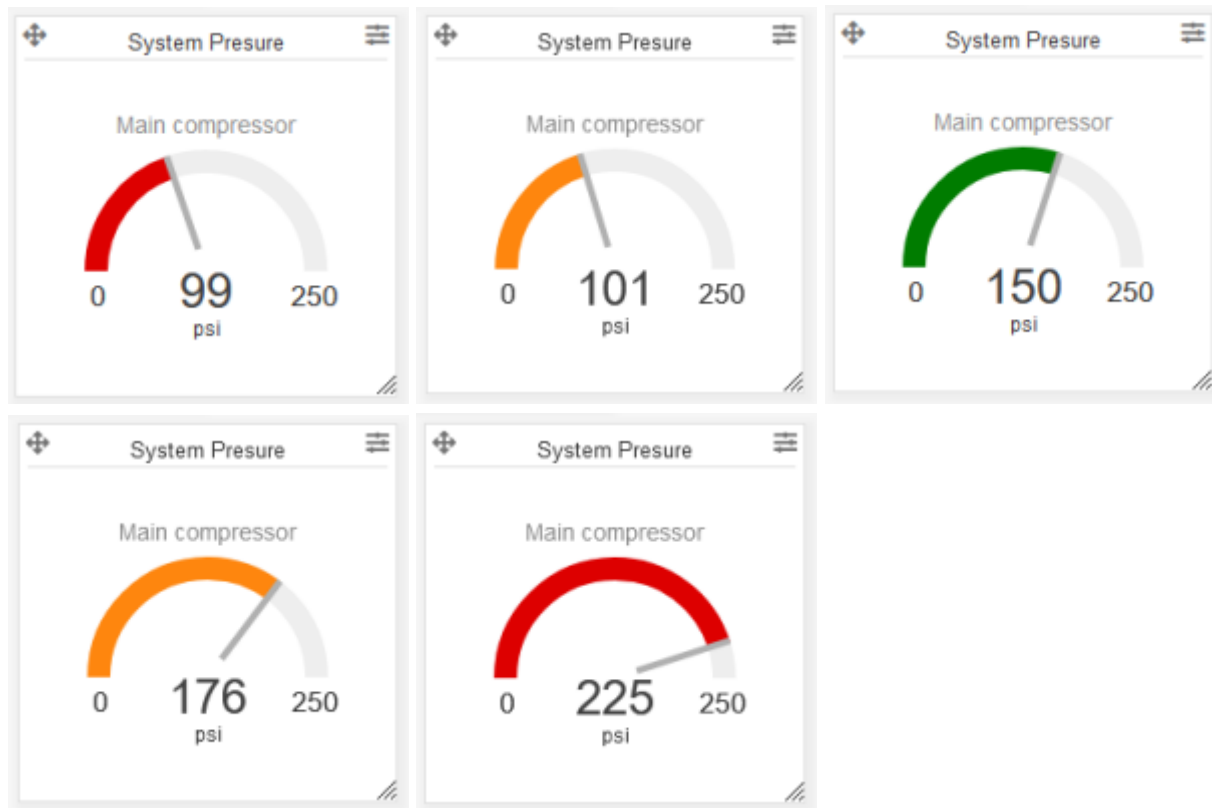 System Presure
Main compressor
0 99 250
psi
System Presure
Main compressor
0 101 250
psi
System Presure
Main compressor
0 150 250
psi
System Presure
Main compressor
0 176 250
psi
System Presure
Main compressor
0 225 250
psi